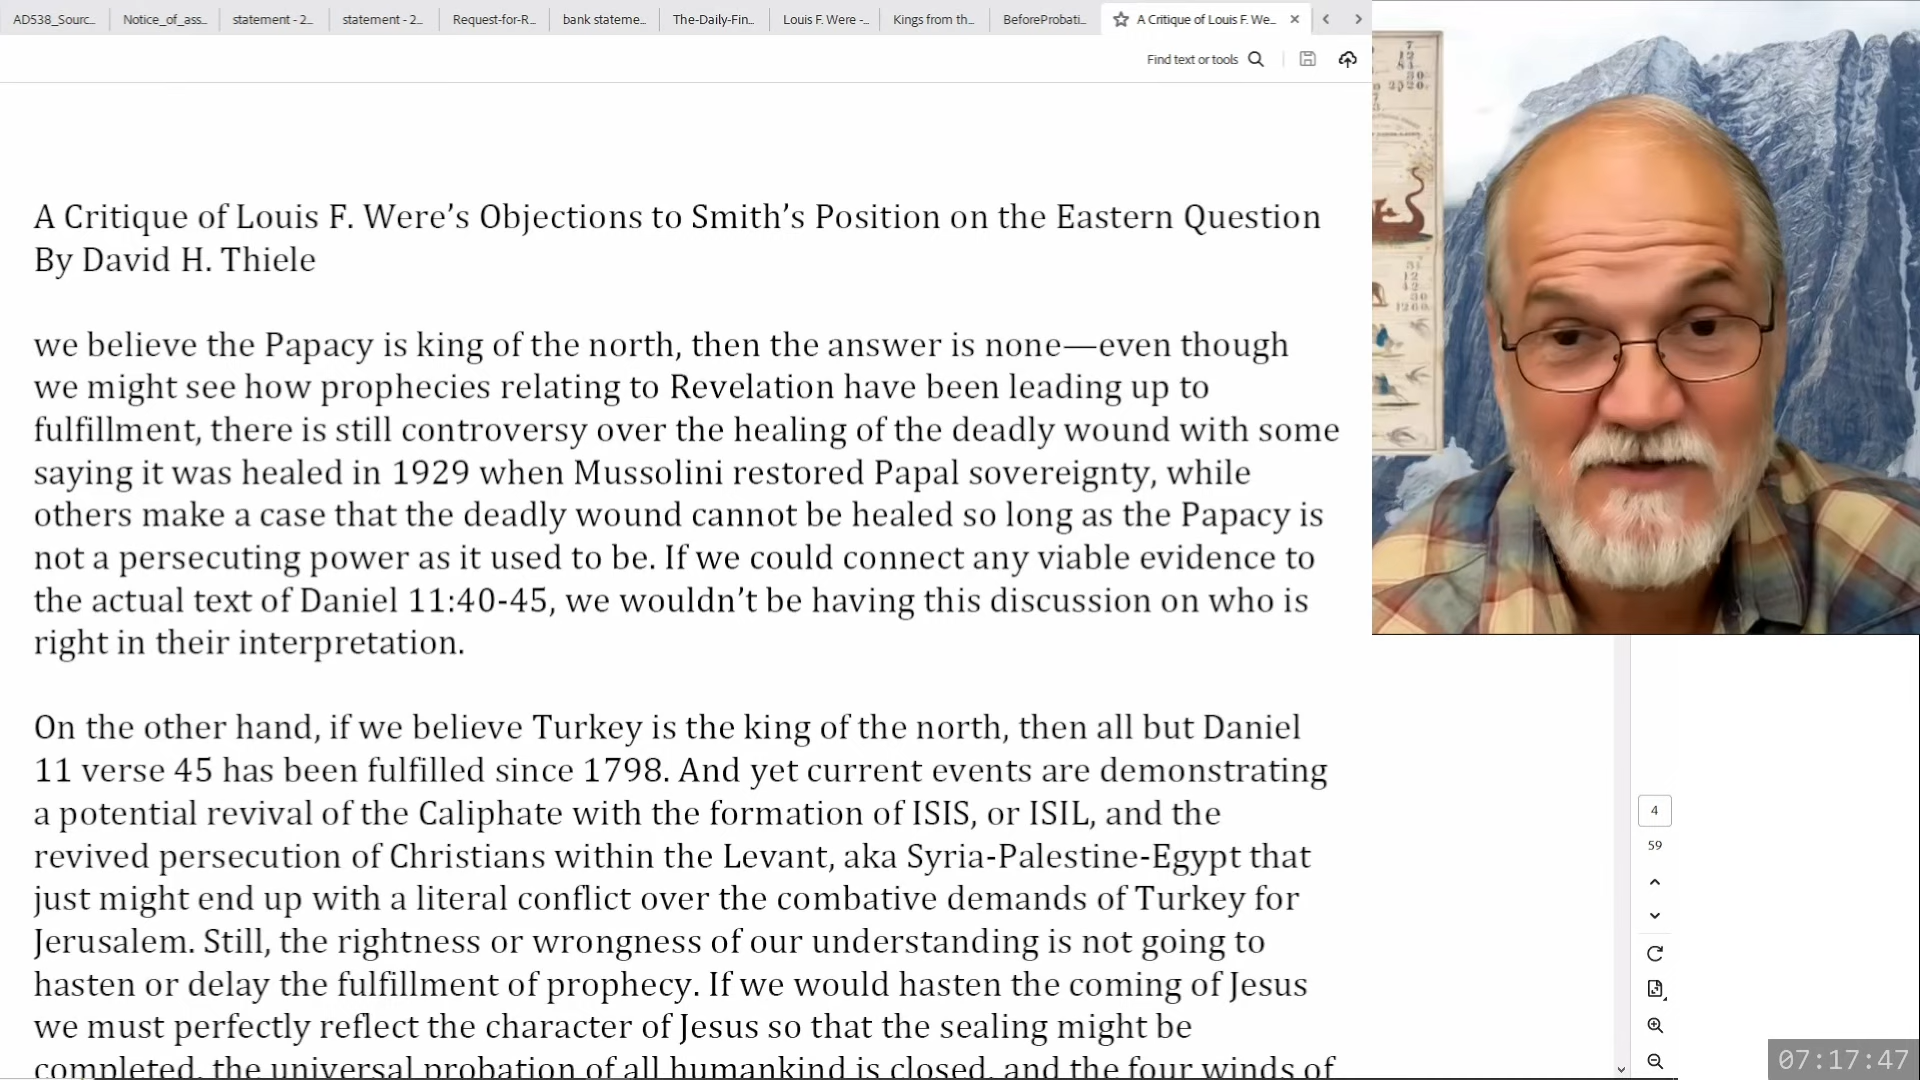 AD538_Sourc... Notice_of_ass... statement - 2... statement - 2... Request-for-R... bank stateme... The-Daily-Fin... Louis F. Were -... Kings from th... BeforeProbati... A Critique of Louis F. We...
Find text or tools
A Critique of Louis F. Were’s Objections to Smith’s Position on the Eastern Question
By David H. Thiele
we believe the Papacy is king of the north, then the answer is none—even though
we might see how prophecies relating to Revelation have been leading up to
fulfillment, there is still controversy over the healing of the deadly wound with some
saying it was healed in 1929 when Mussolini restored Papal sovereignty, while
others make a case that the deadly wound cannot be healed so long as the Papacy is
not a persecuting power as it used to be. If we could connect any viable evidence to
the actual text of Daniel 11:40-45, we wouldn’t be having this discussion on who is
right in their interpretation.
On the other hand, if we believe Turkey is the king of the north, then all but Daniel
11 verse 45 has been fulfilled since 1798. And yet current events are demonstrating
a potential revival of the Caliphate with the formation of ISIS, or ISIL, and the
revived persecution of Christians within the Levant, aka Syria-Palestine-Egypt that
just might end up with a literal conflict over the combative demands of Turkey for
Jerusalem. Still, the rightness or wrongness of our understanding is not going to
hasten or delay the fulfillment of prophecy. If we would hasten the coming of Jesus
we must perfectly reflect the character of Jesus so that the sealing might be
completed, the universal probation of all humankind is closed, and the four winds of
4
59
07:17:47